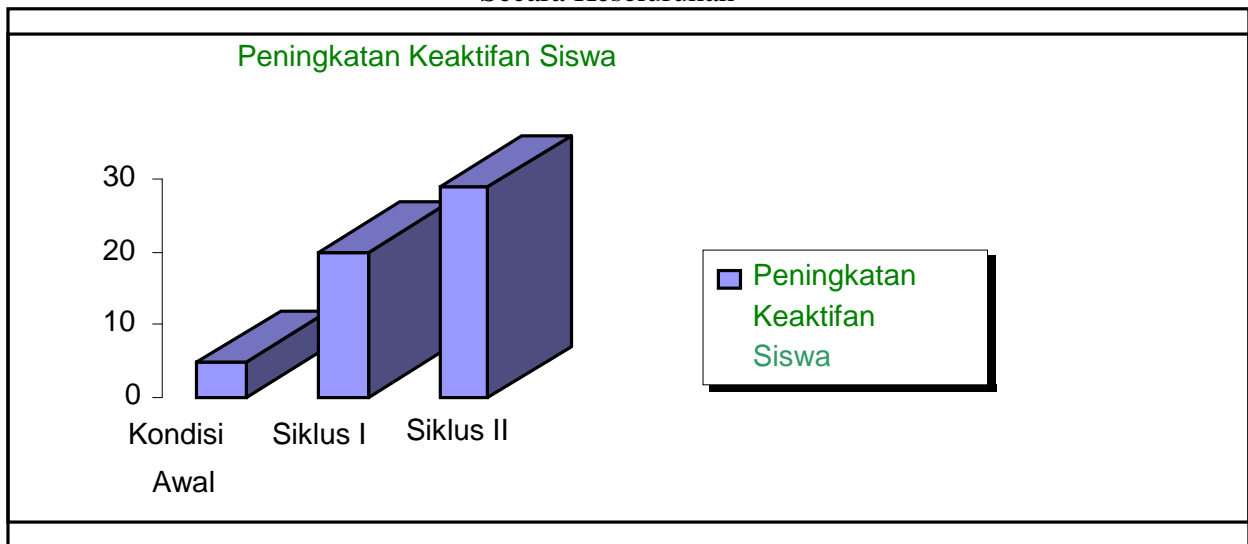 Peningkatan Keaktifan Siswa
30
20
10
0
Kondisi
Awal
Siklus I
Siklus II
Peningkatan
Keaktifan
Siswa